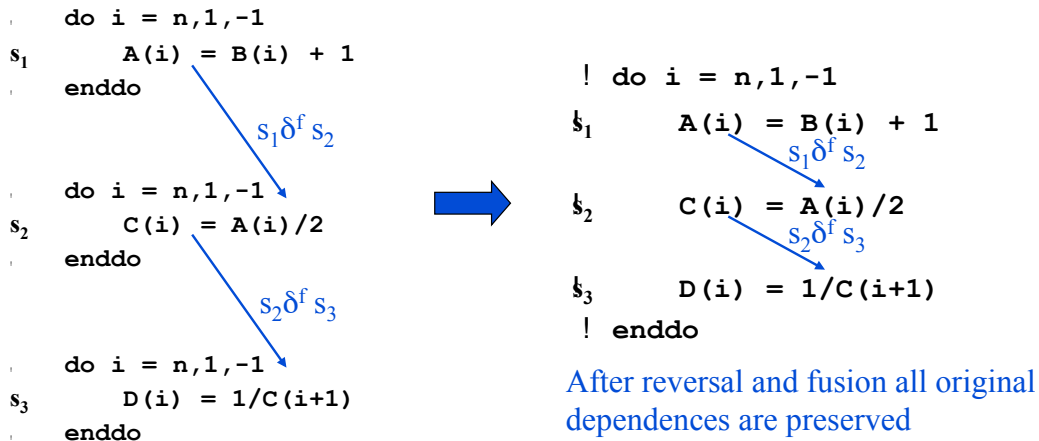 do i = n,1,-1
s₁ A(i) = B(i) + 1
enddo
s₁δᶠ s₂
do i = n,1,-1
s₂ C(i) = A(i)/2
enddo
s₂δᶠ s₃
do i = n,1,-1
s₃ D(i) = 1/C(i+1)
enddo
! do i = n,1,-1
s₁ A(i) = B(i) + 1
s₁δᶠ s₂
s₂ C(i) = A(i)/2
s₂δᶠ s₃
s₃ D(i) = 1/C(i+1)
! enddo
After reversal and fusion all original
dependences are preserved